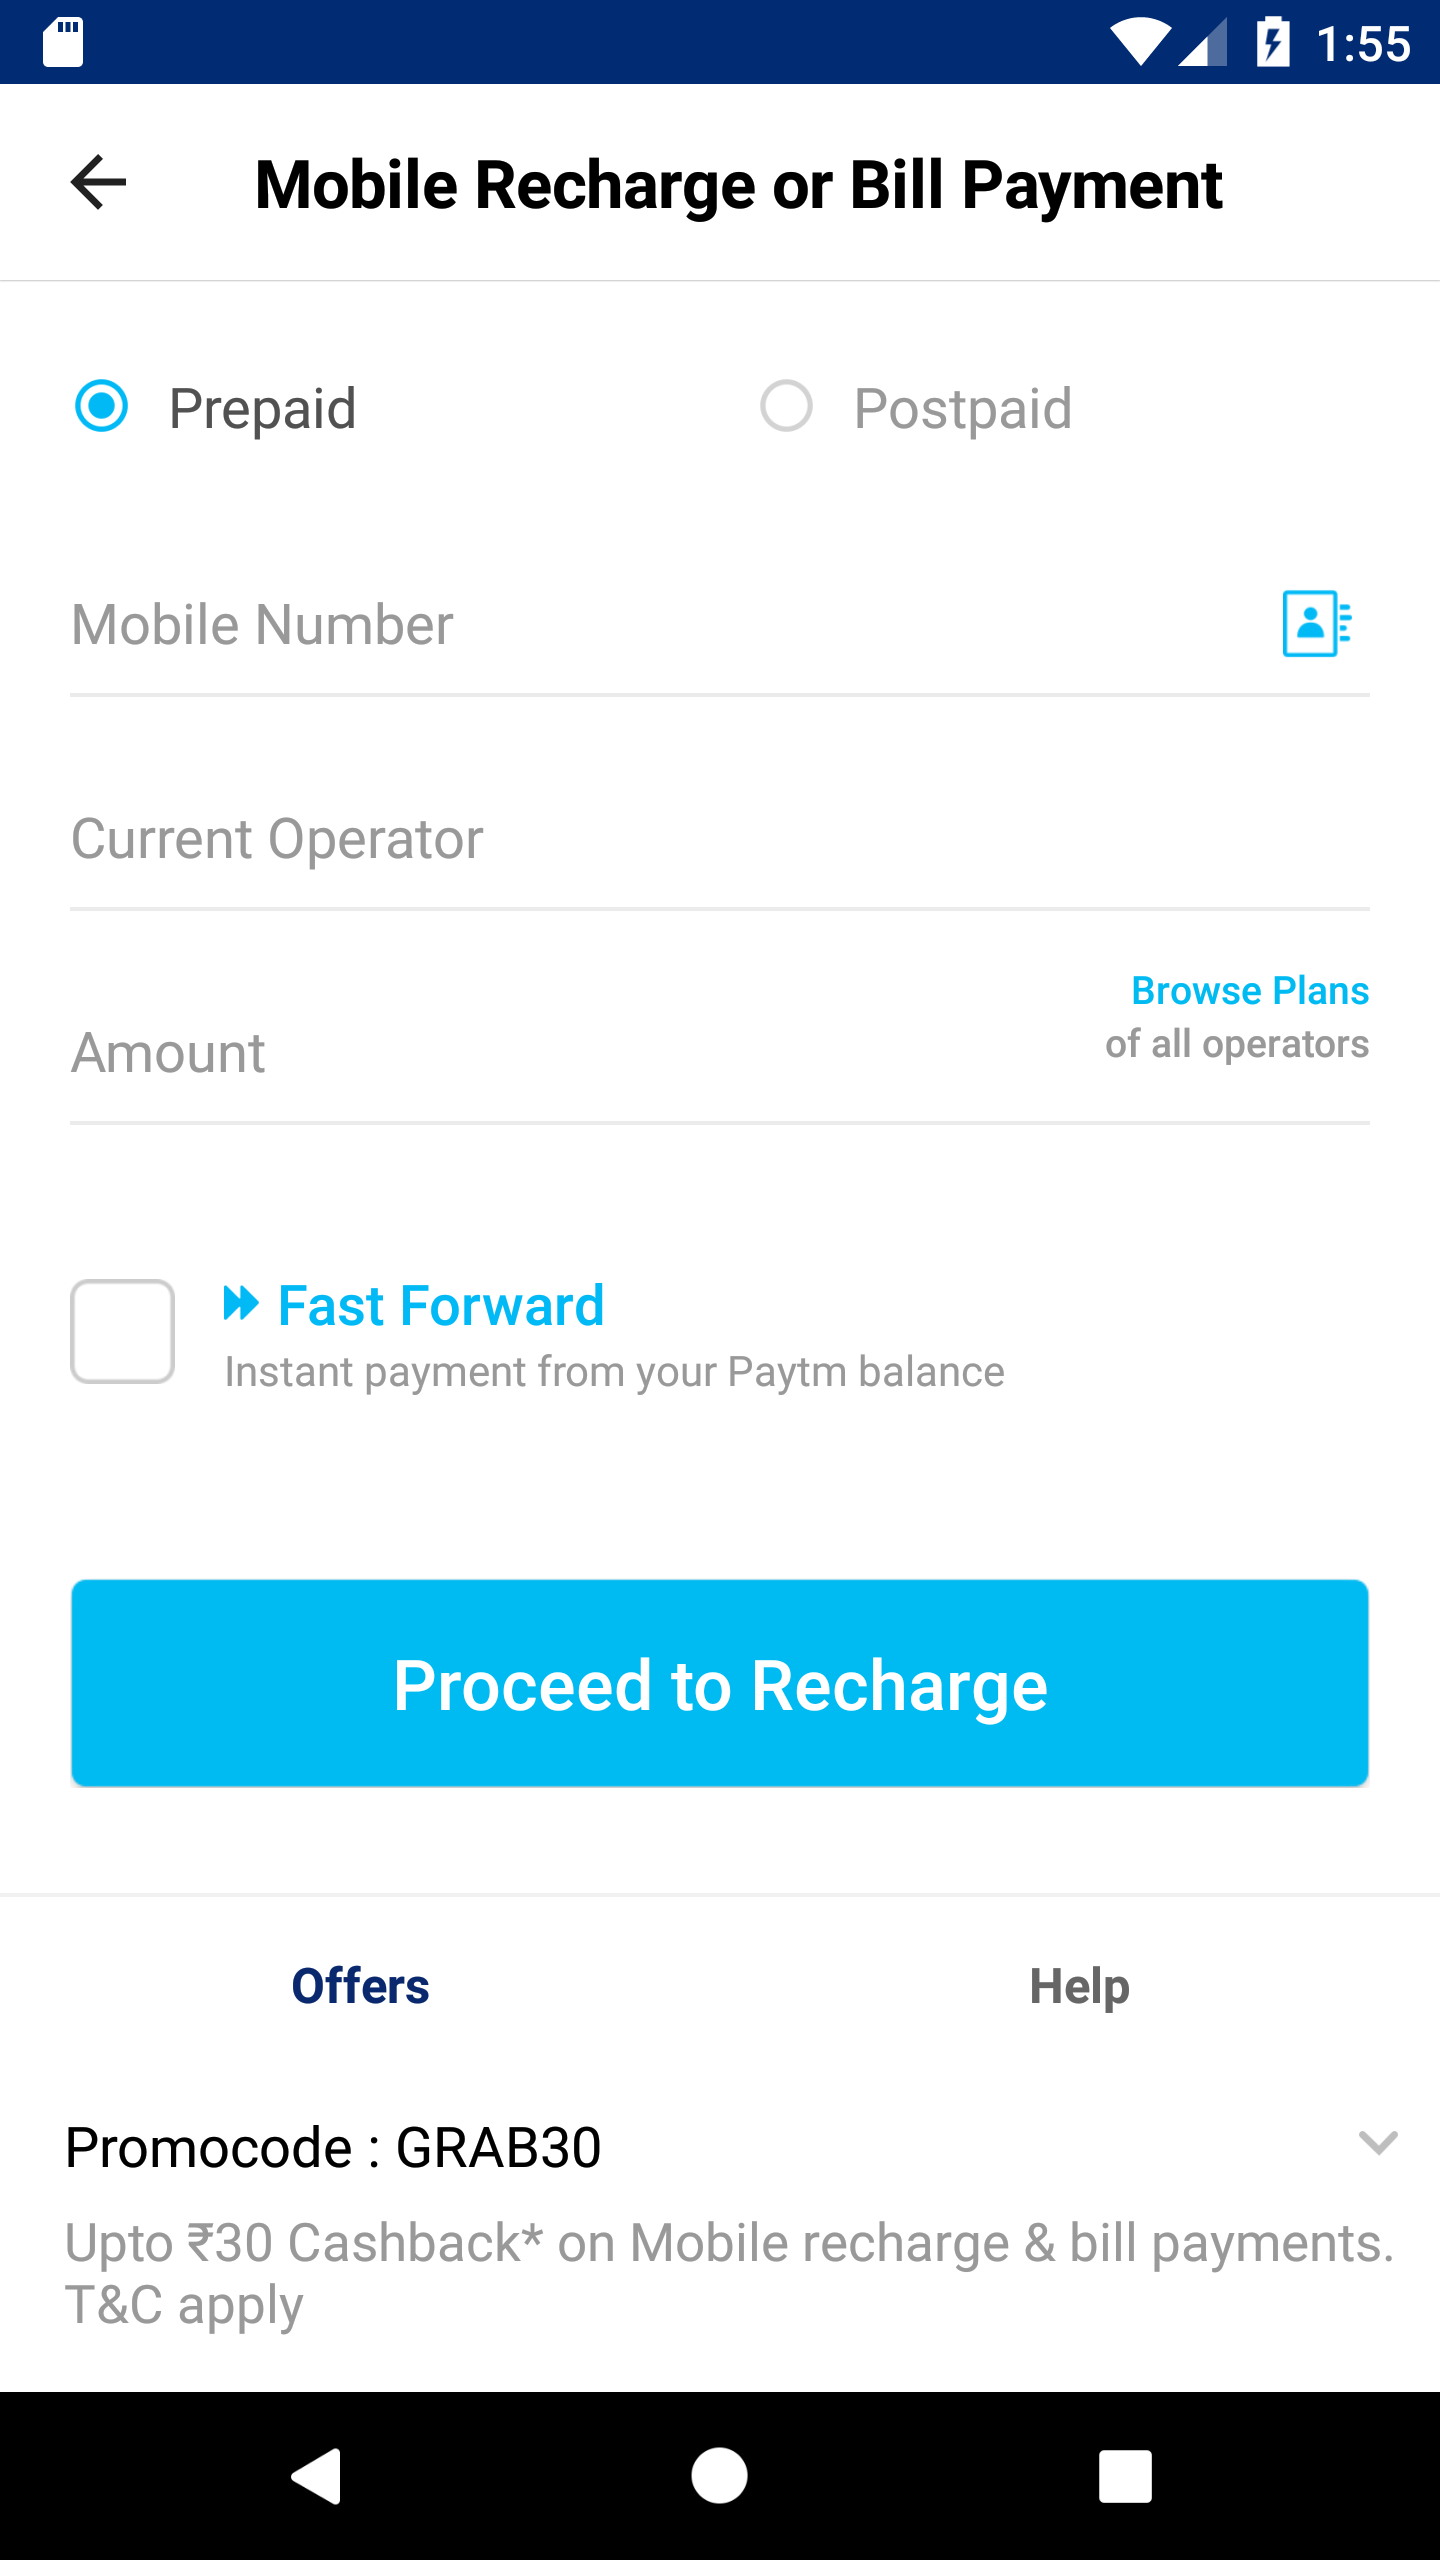 1:55
Mobile Recharge or Bill Payment
Prepaid
Postpaid
Mobile Number
Current Operator
Browse Plans
of all operators
Amount
Fast Forward
Instant payment from your Paytm balance
Proceed to Recharge
Offers
Help
Promocode : GRAB30
Upto ₹30 Cashback* on Mobile recharge & bill payments.
T&C apply